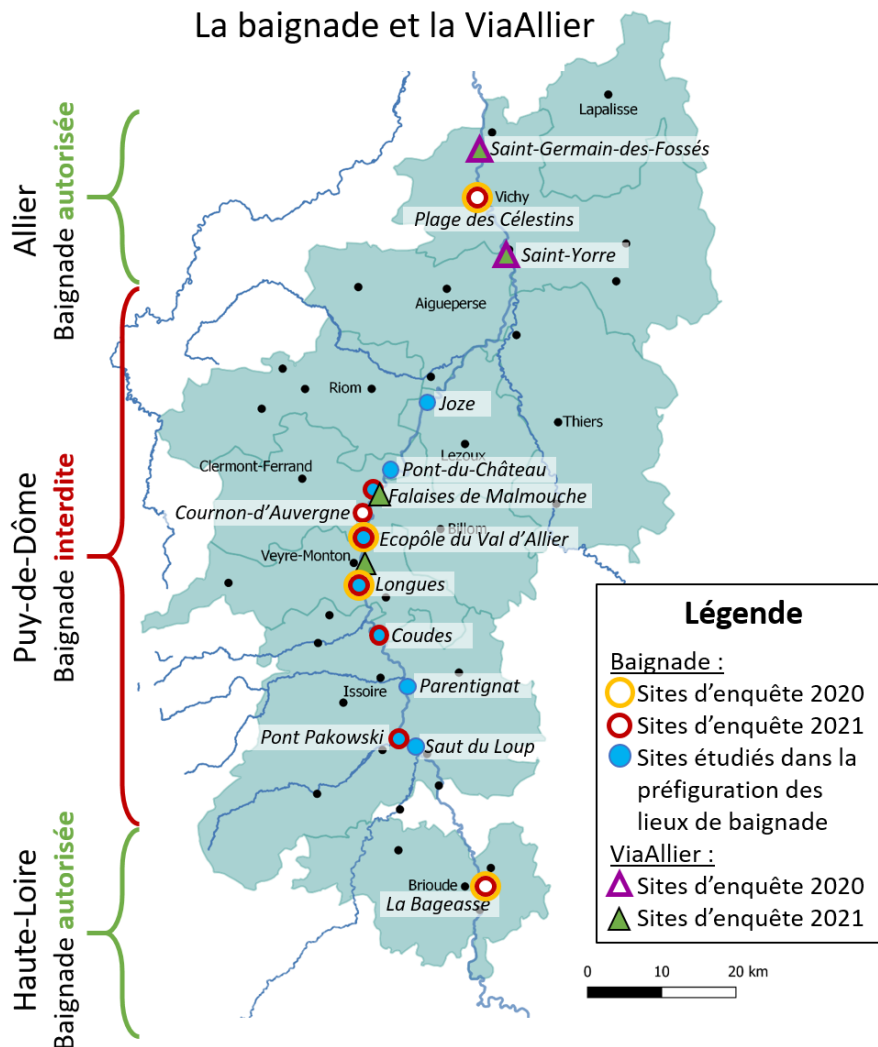 La baignade et la ViaAllier
Allier
Baignade autorisée
Puy-de-Dôme
Baignade interdite
Haute-Loire
Baignade autorisée
Lapalisse
Saint-Germain-des-Fossés
Vichy
Plage des Célestins
Saint-Yorre
Aigueperse
Riom
Joze
Thiers
Lezoux
Clermont-Ferrand
Pont-du-Château
Falaises de Malmouche
Cournon-d'Auvergne
Billom
Ecopôle du Val d'Allier
Veyre-Monton
Longues
Coudes
Issoire
Parentignat
Pont Pakowski
Saut du Loup
Brioude
La Bageasse
Légende
Baignade :
Sites d'enquête 2020
Sites d'enquête 2021
Sites étudiés dans la
préfiguration des
lieux de baignade
ViaAllier :
Sites d'enquête 2020
Sites d'enquête 2021
0 10 20 km